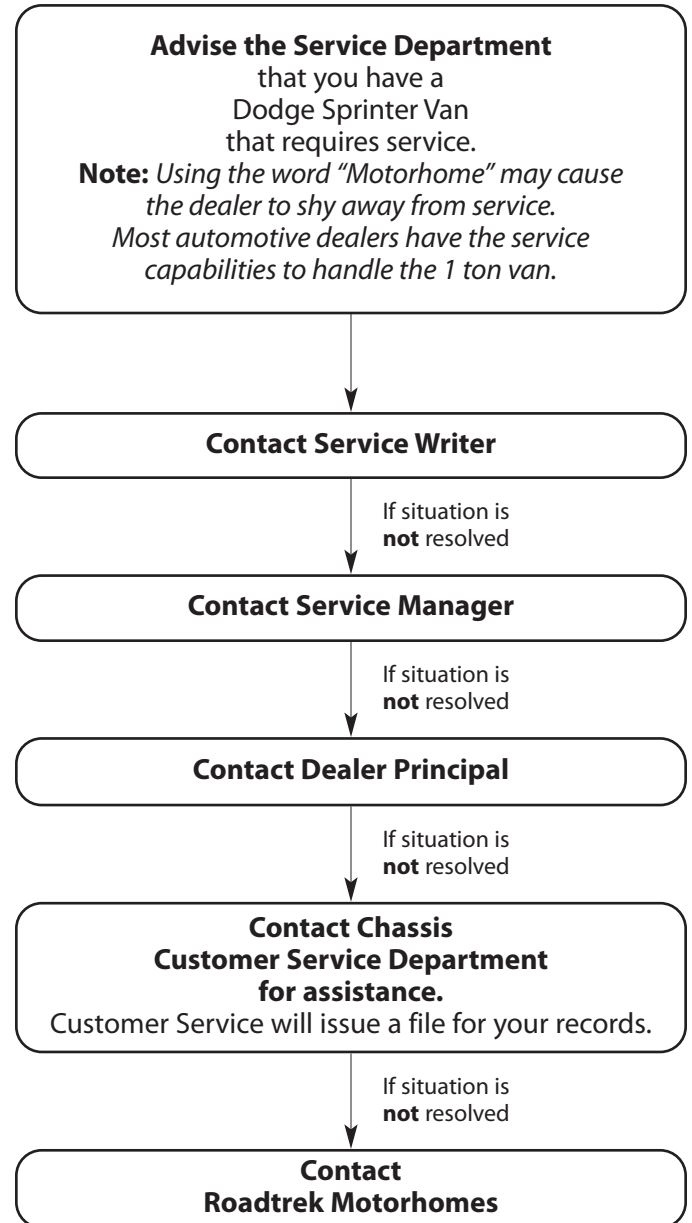 Advise the Service Department
that you have a
Dodge Sprinter Van
that requires service.
Note: Using the word “Motorhome” may cause
the dealer to shy away from service.
Most automotive dealers have the service
capabilities to handle the 1 ton van.
Contact Service Writer
If situation is
not resolved
Contact Service Manager
If situation is
not resolved
Contact Dealer Principal
If situation is
not resolved
Contact Chassis
Customer Service Department
for assistance.
Customer Service will issue a file for your records.
If situation is
not resolved
Contact
Roadtrek Motorhomes